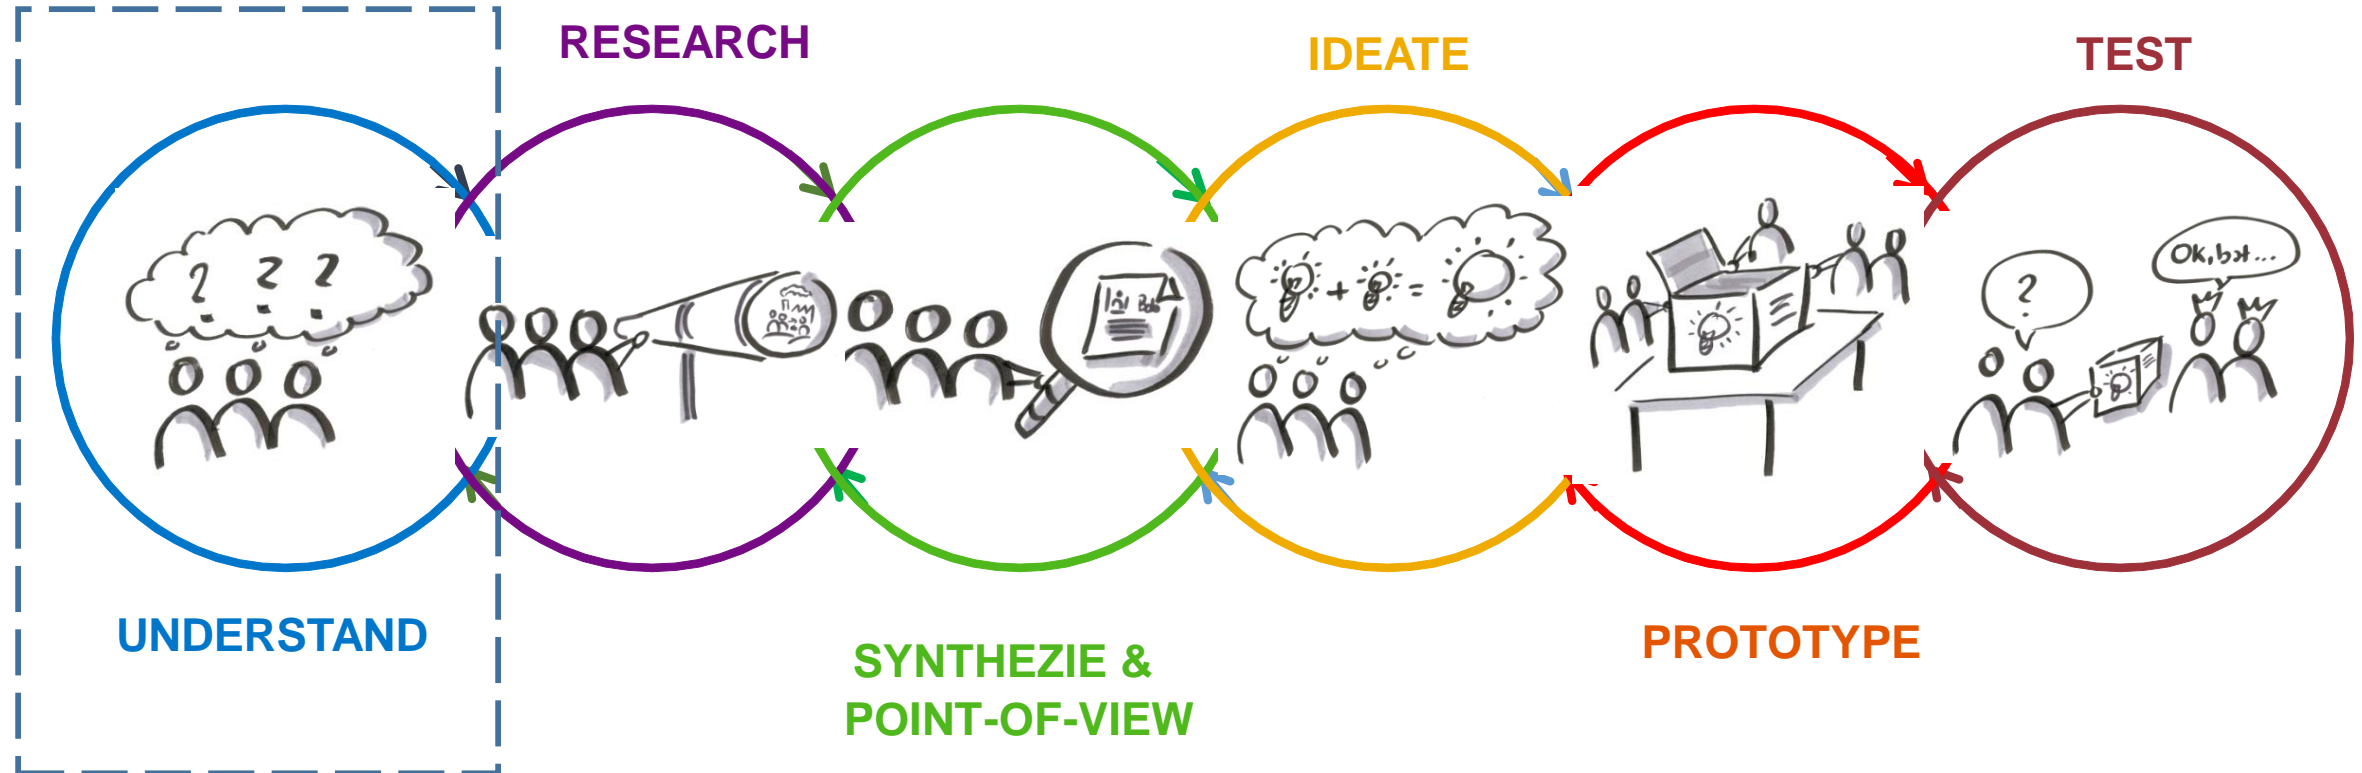 RESEARCH
IDEATE
TEST
? ? ?
+ =
?
Ok, but...
UNDERSTAND
SYNTHEZIE &
POINT-OF-VIEW
PROTOTYPE